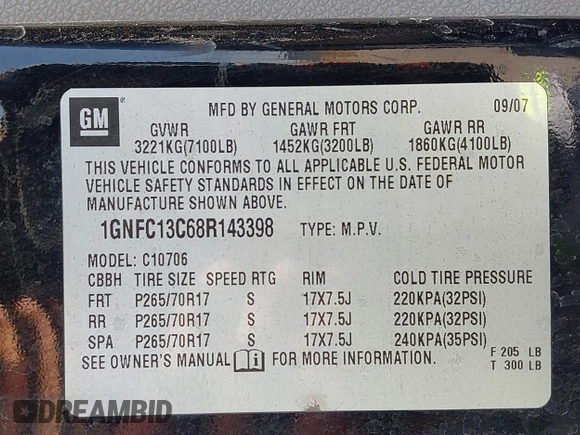 GM
MFD BY GENERAL MOTORS CORP. 09/07
GVWR GAWR FRT GAWR RR
3221KG(7100LB) 1452KG(3200LB) 1860KG(4100LB)
THIS VEHICLE CONFORMS TO ALL APPLICABLE U.S. FEDERAL MOTOR
VEHICLE SAFETY STANDARDS IN EFFECT ON THE DATE OF
MANUFACTURE SHOWN ABOVE.
1GNFC13C68R143398 TYPE: M.P.V.
MODEL: C10706
CBBH TIRE SIZE SPEED RTG RIM COLD TIRE PRESSURE
FRT P265/70R17 S 17X7.5J 220KPA(32PSI)
RR P265/70R17 S 17X7.5J 220KPA(32PSI)
SPA P265/70R17 S 17X7.5J 240KPA(35PSI)
SEE OWNER'S MANUAL FOR MORE INFORMATION. F 205 LB
T 300 LB
DREAMBID